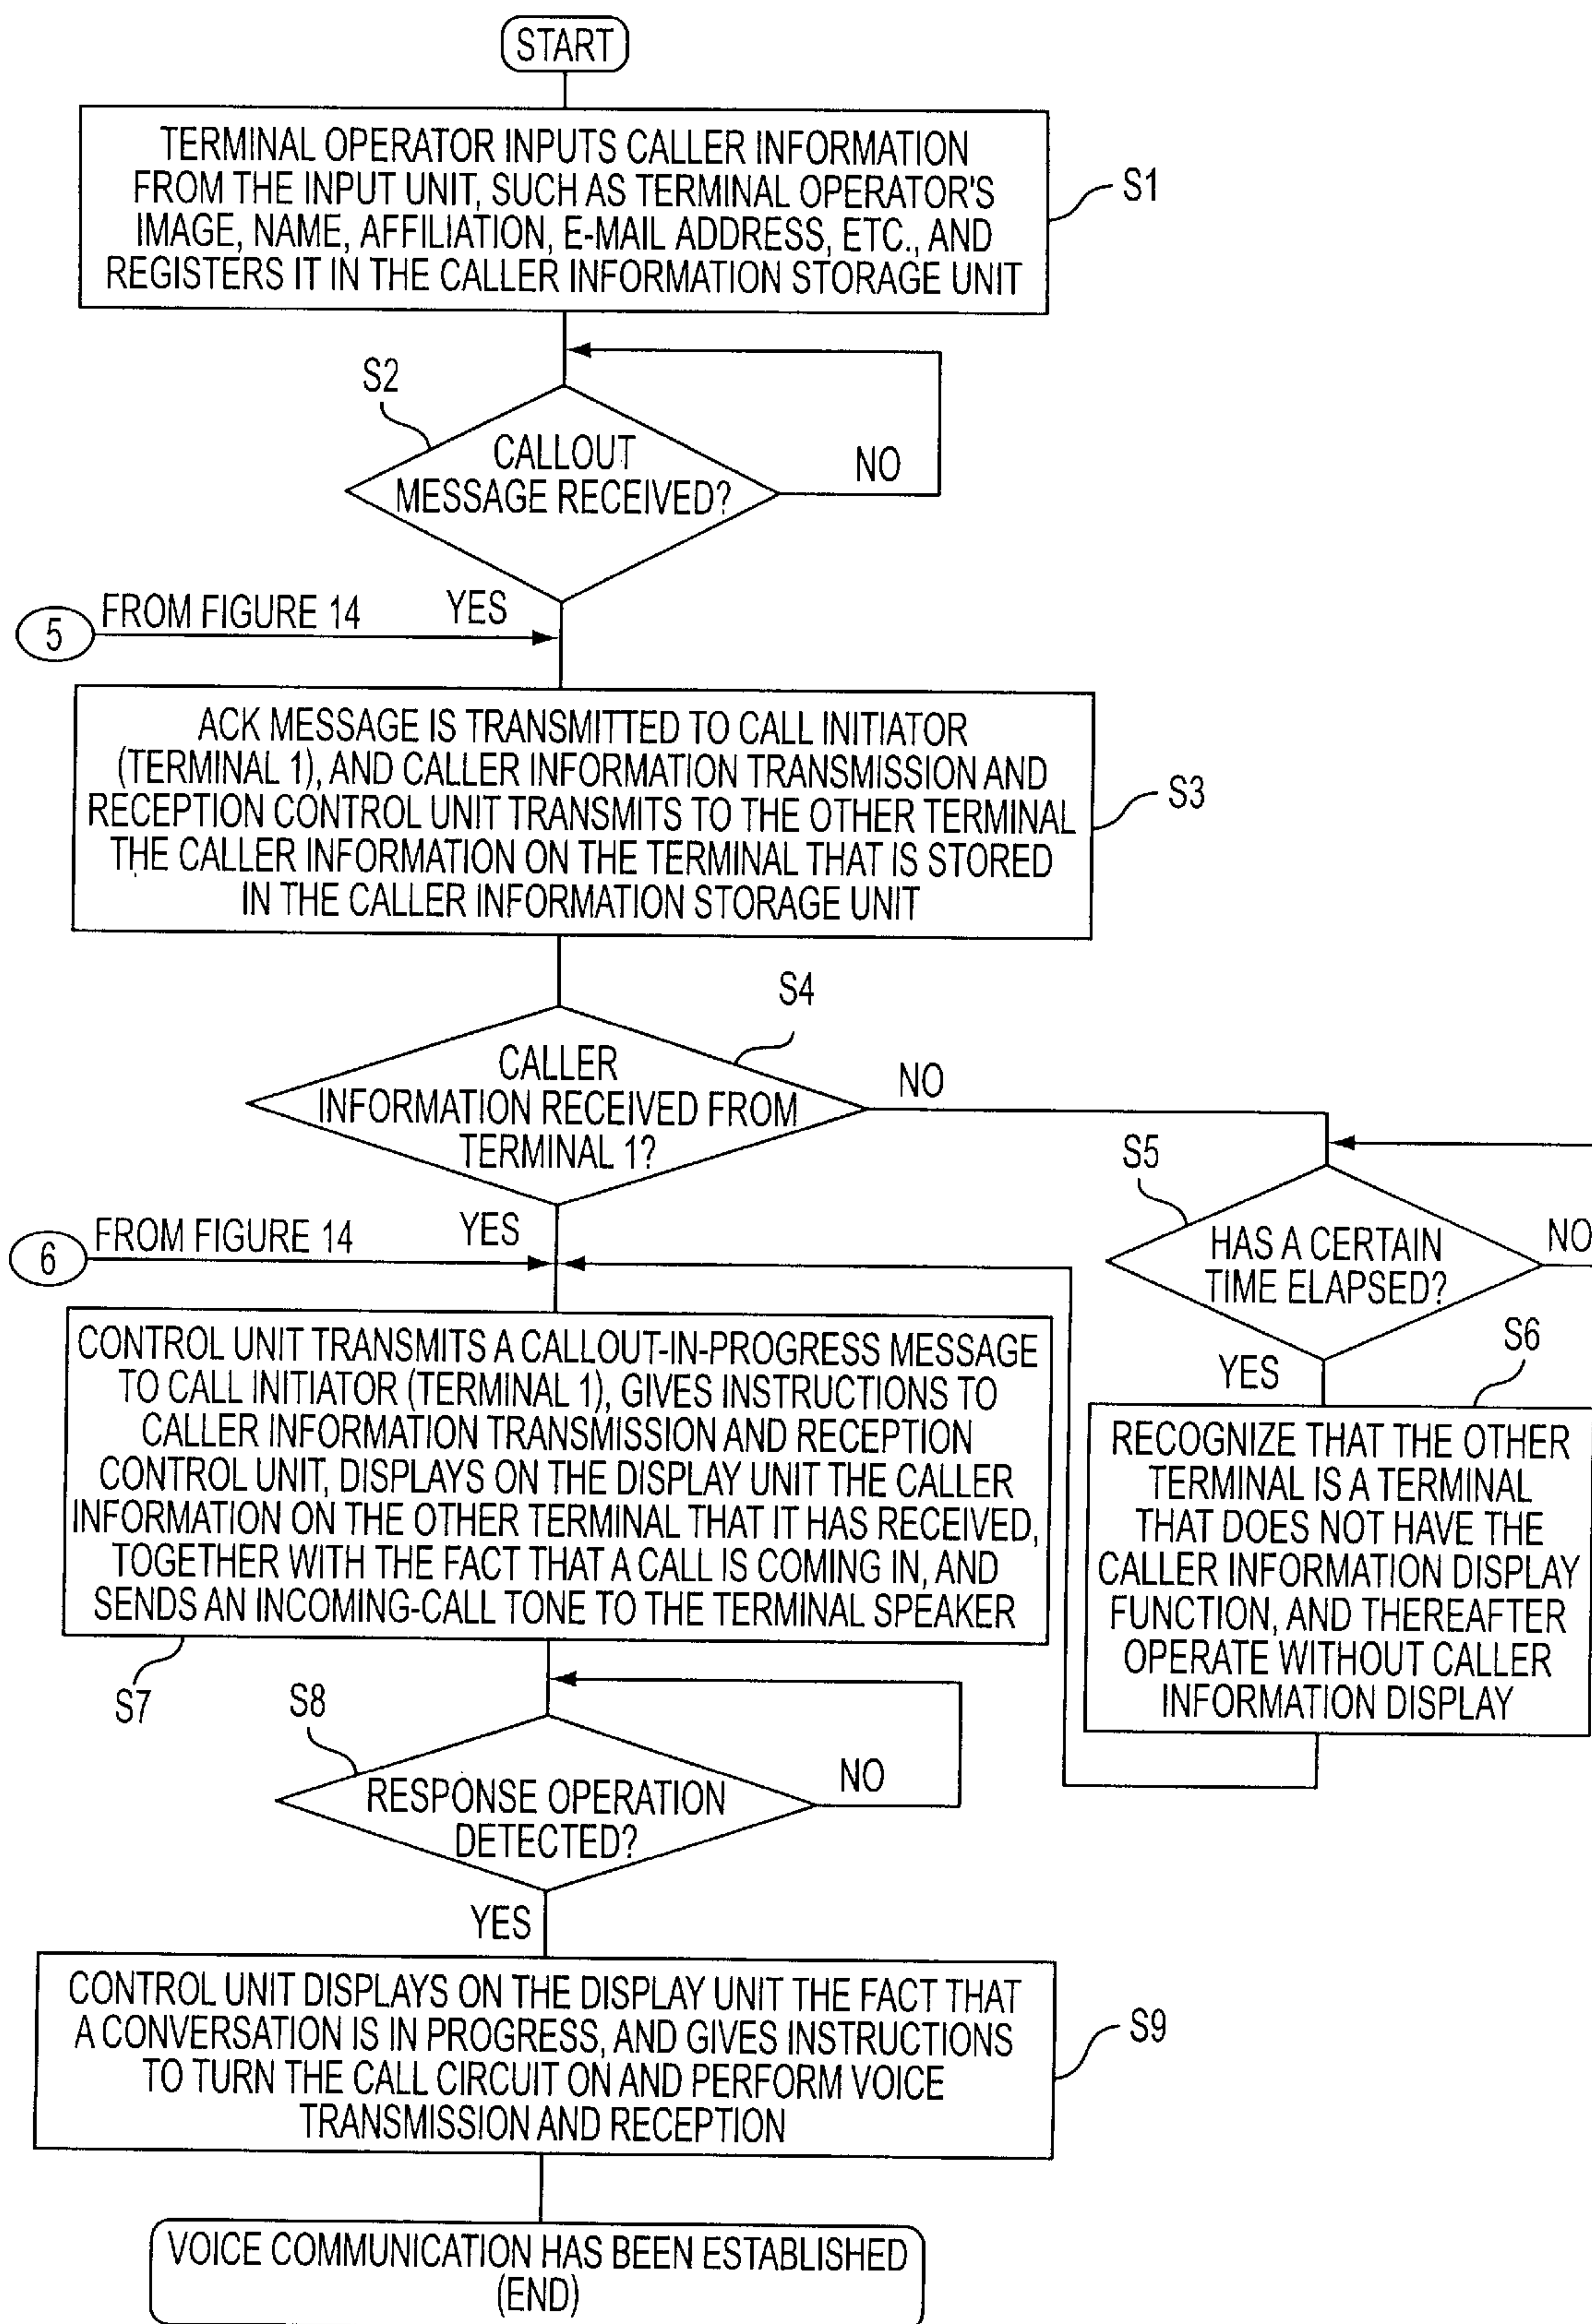 START
TERMINAL OPERATOR INPUTS CALLER INFORMATION
FROM THE INPUT UNIT, SUCH AS TERMINAL OPERATOR'S
IMAGE, NAME, AFFILIATION, E-MAIL ADDRESS, ETC., AND
REGISTERS IT IN THE CALLER INFORMATION STORAGE UNIT
S1
S2
CALLOUT
MESSAGE RECEIVED?
NO
YES
5
FROM FIGURE 14
ACK MESSAGE IS TRANSMITTED TO CALL INITIATOR
(TERMINAL 1), AND CALLER INFORMATION TRANSMISSION AND
RECEPTION CONTROL UNIT TRANSMITS TO THE OTHER TERMINAL
THE CALLER INFORMATION ON THE TERMINAL THAT IS STORED
IN THE CALLER INFORMATION STORAGE UNIT
S3
S4
CALLER
INFORMATION RECEIVED FROM
TERMINAL 1?
NO
YES
S5
HAS A CERTAIN
TIME ELAPSED?
NO
YES
S6
RECOGNIZE THAT THE OTHER
TERMINAL IS A TERMINAL
THAT DOES NOT HAVE THE
CALLER INFORMATION DISPLAY
FUNCTION, AND THEREAFTER
OPERATE WITHOUT CALLER
INFORMATION DISPLAY
6
FROM FIGURE 14
CONTROL UNIT TRANSMITS A CALLOUT-IN-PROGRESS MESSAGE
TO CALL INITIATOR (TERMINAL 1), GIVES INSTRUCTIONS TO
CALLER INFORMATION TRANSMISSION AND RECEPTION
CONTROL UNIT, DISPLAYS ON THE DISPLAY UNIT THE CALLER
INFORMATION ON THE OTHER TERMINAL THAT IT HAS RECEIVED,
TOGETHER WITH THE FACT THAT A CALL IS COMING IN, AND
SENDS AN INCOMING-CALL TONE TO THE TERMINAL SPEAKER
S7
S8
RESPONSE OPERATION
DETECTED?
NO
YES
CONTROL UNIT DISPLAYS ON THE DISPLAY UNIT THE FACT THAT
A CONVERSATION IS IN PROGRESS, AND GIVES INSTRUCTIONS
TO TURN THE CALL CIRCUIT ON AND PERFORM VOICE
TRANSMISSION AND RECEPTION
S9
VOICE COMMUNICATION HAS BEEN ESTABLISHED
(END)